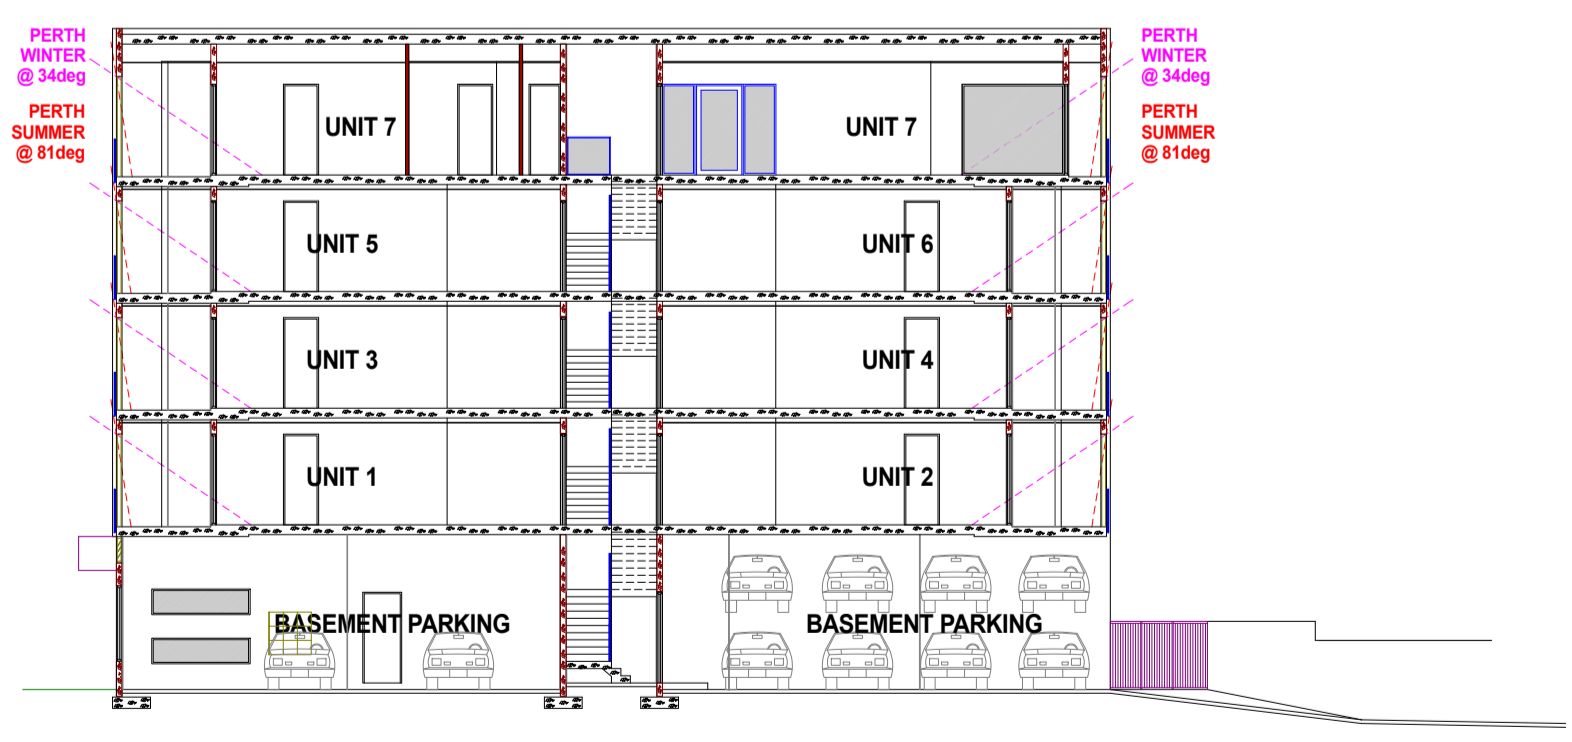 PERTH
WINTER
@ 34deg
PERTH
SUMMER
@ 81deg
PERTH
WINTER
@ 34deg
PERTH
SUMMER
@ 81deg
UNIT 7
UNIT 7
UNIT 5
UNIT 6
UNIT 3
UNIT 4
UNIT 1
UNIT 2
BASEMENT PARKING
BASEMENT PARKING